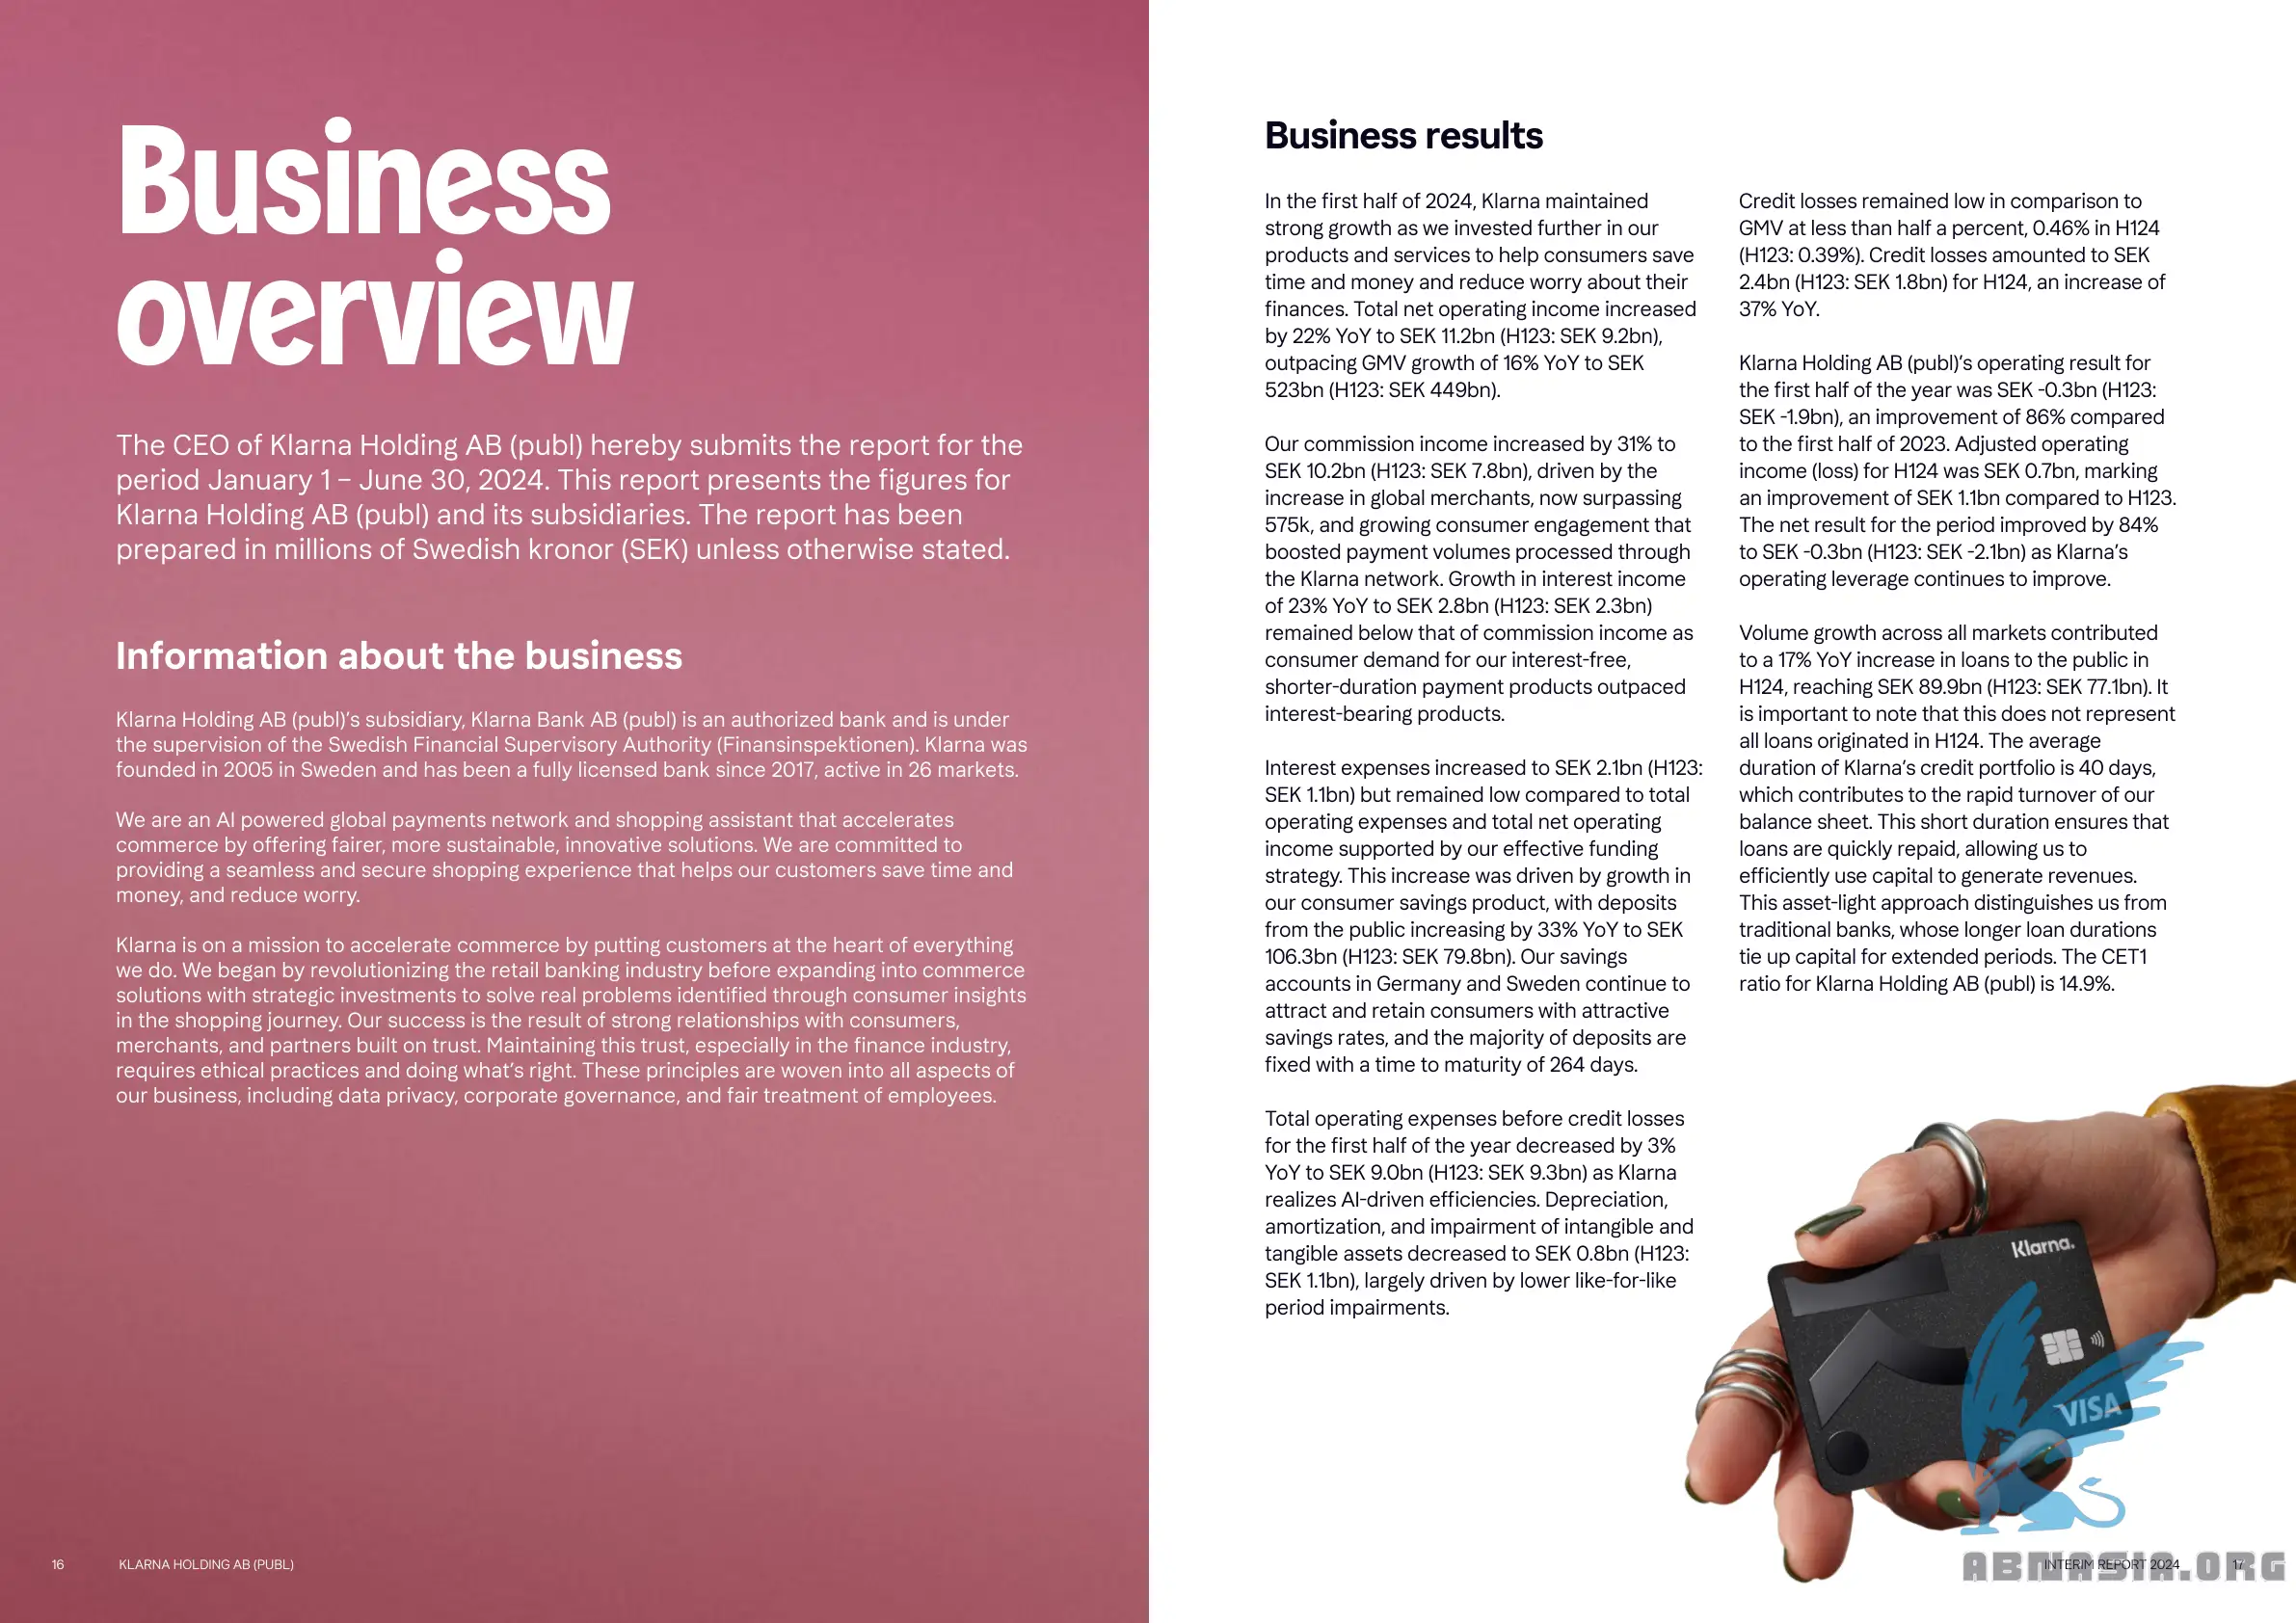 Business
overview
The CEO of Klarna Holding AB (publ) hereby submits the report for the
period January 1 – June 30, 2024. This report presents the figures for
Klarna Holding AB (publ) and its subsidiaries. The report has been
prepared in millions of Swedish kronor (SEK) unless otherwise stated.
Information about the business
Klarna Holding AB (publ)'s subsidiary, Klarna Bank AB (publ) is an authorized bank and is under
the supervision of the Swedish Financial Supervisory Authority (Finansinspektionen). Klarna was
founded in 2005 in Sweden and has been a fully licensed bank since 2017, active in 26 markets.
We are an AI powered global payments network and shopping assistant that accelerates
commerce by offering fairer, more sustainable, innovative solutions. We are committed to
providing a seamless and secure shopping experience that helps our customers save time and
money, and reduce worry.
Klarna is on a mission to accelerate commerce by putting customers at the heart of everything
we do. We began by revolutionizing the retail banking industry before expanding into commerce
solutions with strategic investments to solve real problems identified through consumer insights
in the shopping journey. Our success is the result of strong relationships with consumers,
merchants, and partners built on trust. Maintaining this trust, especially in the finance industry,
requires ethical practices and doing what's right. These principles are woven into all aspects of
our business, including data privacy, corporate governance, and fair treatment of employees.
16 KLARNA HOLDING AB (PUBL)
Business results
In the first half of 2024, Klarna maintained
strong growth as we invested further in our
products and services to help consumers save
time and money and reduce worry about their
finances. Total net operating income increased
by 22% YoY to SEK 11.2bn (H123: SEK 9.2bn),
outpacing GMV growth of 16% YoY to SEK
523bn (H123: SEK 449bn).
Our commission income increased by 31% to
SEK 10.2bn (H123: SEK 7.8bn), driven by the
increase in global merchants, now surpassing
575k, and growing consumer engagement that
boosted payment volumes processed through
the Klarna network. Growth in interest income
of 23% YoY to SEK 2.8bn (H123: SEK 2.3bn)
remained below that of commission income as
consumer demand for our interest-free,
shorter-duration payment products outpaced
interest-bearing products.
Interest expenses increased to SEK 2.1bn (H123:
SEK 1.1bn) but remained low compared to total
operating expenses and total net operating
income supported by our effective funding
strategy. This increase was driven by growth in
our consumer savings product, with deposits
from the public increasing by 33% YoY to SEK
106.3bn (H123: SEK 79.8bn). Our savings
accounts in Germany and Sweden continue to
attract and retain consumers with attractive
savings rates, and the majority of deposits are
fixed with a time to maturity of 264 days.
Total operating expenses before credit losses
for the first half of the year decreased by 3%
YoY to SEK 9.0bn (H123: SEK 9.3bn) as Klarna
realizes AI-driven efficiencies. Depreciation,
amortization, and impairment of intangible and
tangible assets decreased to SEK 0.8bn (H123:
SEK 1.1bn), largely driven by lower like-for-like
period impairments.
Credit losses remained low in comparison to
GMV at less than half a percent, 0.46% in H124
(H123: 0.39%). Credit losses amounted to SEK
2.4bn (H123: SEK 1.8bn) for H124, an increase of
37% YoY.
Klarna Holding AB (publ)'s operating result for
the first half of the year was SEK -0.3bn (H123:
SEK -1.9bn), an improvement of 86% compared
to the first half of 2023. Adjusted operating
income (loss) for H124 was SEK 0.7bn, marking
an improvement of SEK 1.1bn compared to H123.
The net result for the period improved by 84%
to SEK -0.3bn (H123: SEK -2.1bn) as Klarna's
operating leverage continues to improve.
Volume growth across all markets contributed
to a 17% YoY increase in loans to the public in
H124, reaching SEK 89.9bn (H123: SEK 77.1bn). It
is important to note that this does not represent
all loans originated in H124. The average
duration of Klarna's credit portfolio is 40 days,
which contributes to the rapid turnover of our
balance sheet. This short duration ensures that
loans are quickly repaid, allowing us to
efficiently use capital to generate revenues.
This asset-light approach distinguishes us from
traditional banks, whose longer loan durations
tie up capital for extended periods. The CET1
ratio for Klarna Holding AB (publ) is 14.9%.
Klarna.
VISA
INTERIM REPORT 2024 17
ABNASIA.ORG